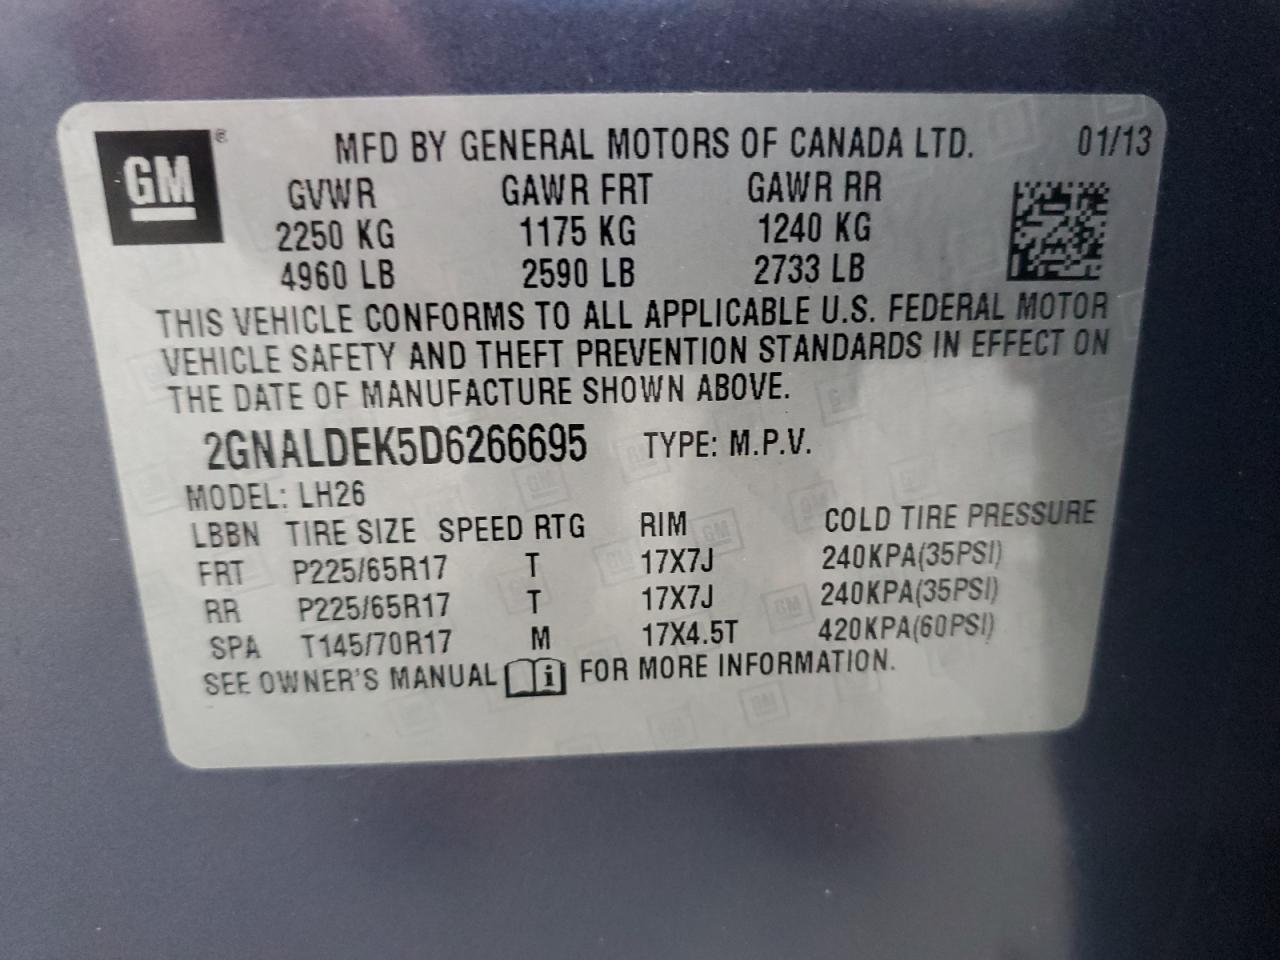 GM® MFD BY GENERAL MOTORS OF CANADA LTD. 01/13
GVWR GAWR FRT GAWR RR
2250 KG 1175 KG 1240 KG
4960 LB 2590 LB 2733 LB
THIS VEHICLE CONFORMS TO ALL APPLICABLE U.S. FEDERAL MOTOR
VEHICLE SAFETY AND THEFT PREVENTION STANDARDS IN EFFECT ON
THE DATE OF MANUFACTURE SHOWN ABOVE.
2GNALDEK5D6266695 TYPE: M.P.V.
MODEL: LH26
LBBN TIRE SIZE SPEED RTG RIM COLD TIRE PRESSURE
FRT P225/65R17 T 17X7J 240KPA(35PSI)
RR P225/65R17 T 17X7J 240KPA(35PSI)
SPA T145/70R17 M 17X4.5T 420KPA(60PSI)
SEE OWNER'S MANUAL i FOR MORE INFORMATION.